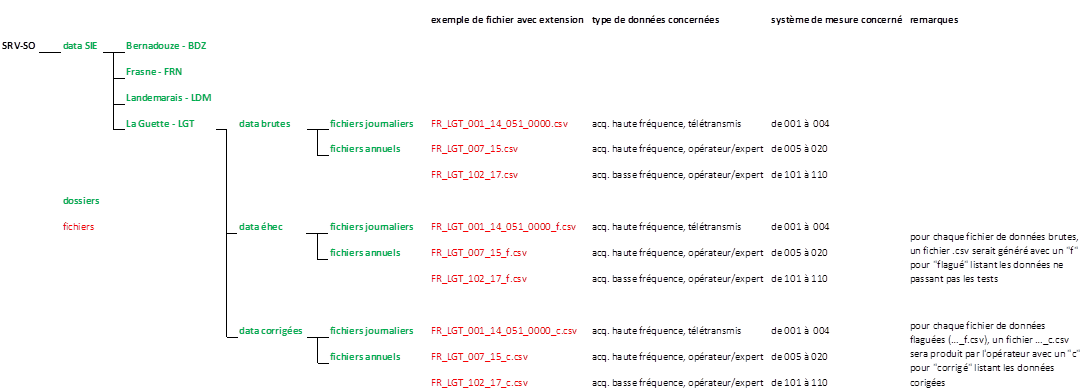 exemple de fichier avec extension type de données concernées système de mesure concerné remarques
SRV-SO data SIE Bernadouze - BDZ
Frasne - FRN
Landemarais - LDM
La Guette - LGT data brutes fichiers journaliers FR_LGT_001_14_051_0000.csv acq. haute fréquence, télétransmis de 001 à 004
fichiers annuels FR_LGT_007_15.csv acq. haute fréquence, opérateur/expert de 005 à 020
FR_LGT_102_17.csv acq. basse fréquence, opérateur/expert de 101 à 110
dossiers
fichiers data éhec fichiers journaliers FR_LGT_001_14_051_0000_f.csv acq. haute fréquence, télétransmis de 001 à 004
fichiers annuels FR_LGT_007_15_f.csv acq. haute fréquence, opérateur/expert de 005 à 020
pour chaque fichier de données brutes,
un fichier .csv serait généré avec un "f"
pour "flagué" listant les données ne
passant pas les tests
FR_LGT_102_17_f.csv acq. basse fréquence, opérateur/expert de 101 à 110
data corrigées fichiers journaliers FR_LGT_001_14_051_0000_c.csv acq. haute fréquence, télétransmis de 001 à 004
fichiers annuels FR_LGT_007_15_c.csv acq. haute fréquence, opérateur/expert de 005 à 020
pour chaque fichier de données
flaguées (..._f.csv), un fichier ..._c.csv
sera produit par l'opérateur avec un "c"
pour "corrigé" listant les données
corigées
FR_LGT_102_17_c.csv acq. basse fréquence, opérateur/expert de 101 à 110